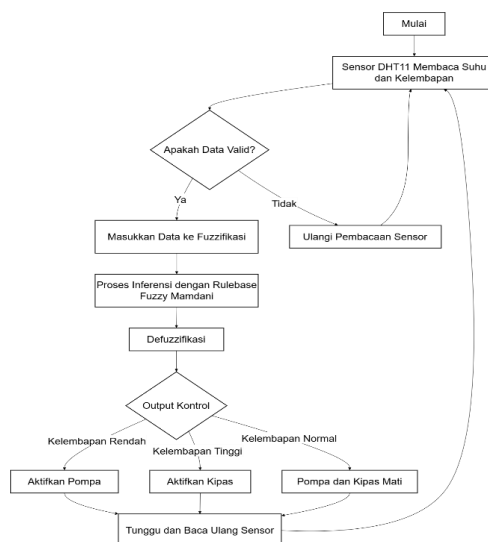 Mulai
Sensor DHT11 Membaca Suhu
dan Kelembapan
Apakah Data Valid?
Ya
Tidak
Masukkan Data ke Fuzzifikasi
Ulangi Pembacaan Sensor
Proses Inferensi dengan Rulebase
Fuzzy Mamdani
Defuzzifikasi
Output Kontrol
Kelembapan Rendah
Kelembapan Tinggi
Kelembapan Normal
Aktifkan Pompa
Aktifkan Kipas
Pompa dan Kipas Mati
Tunggu dan Baca Ulang Sensor